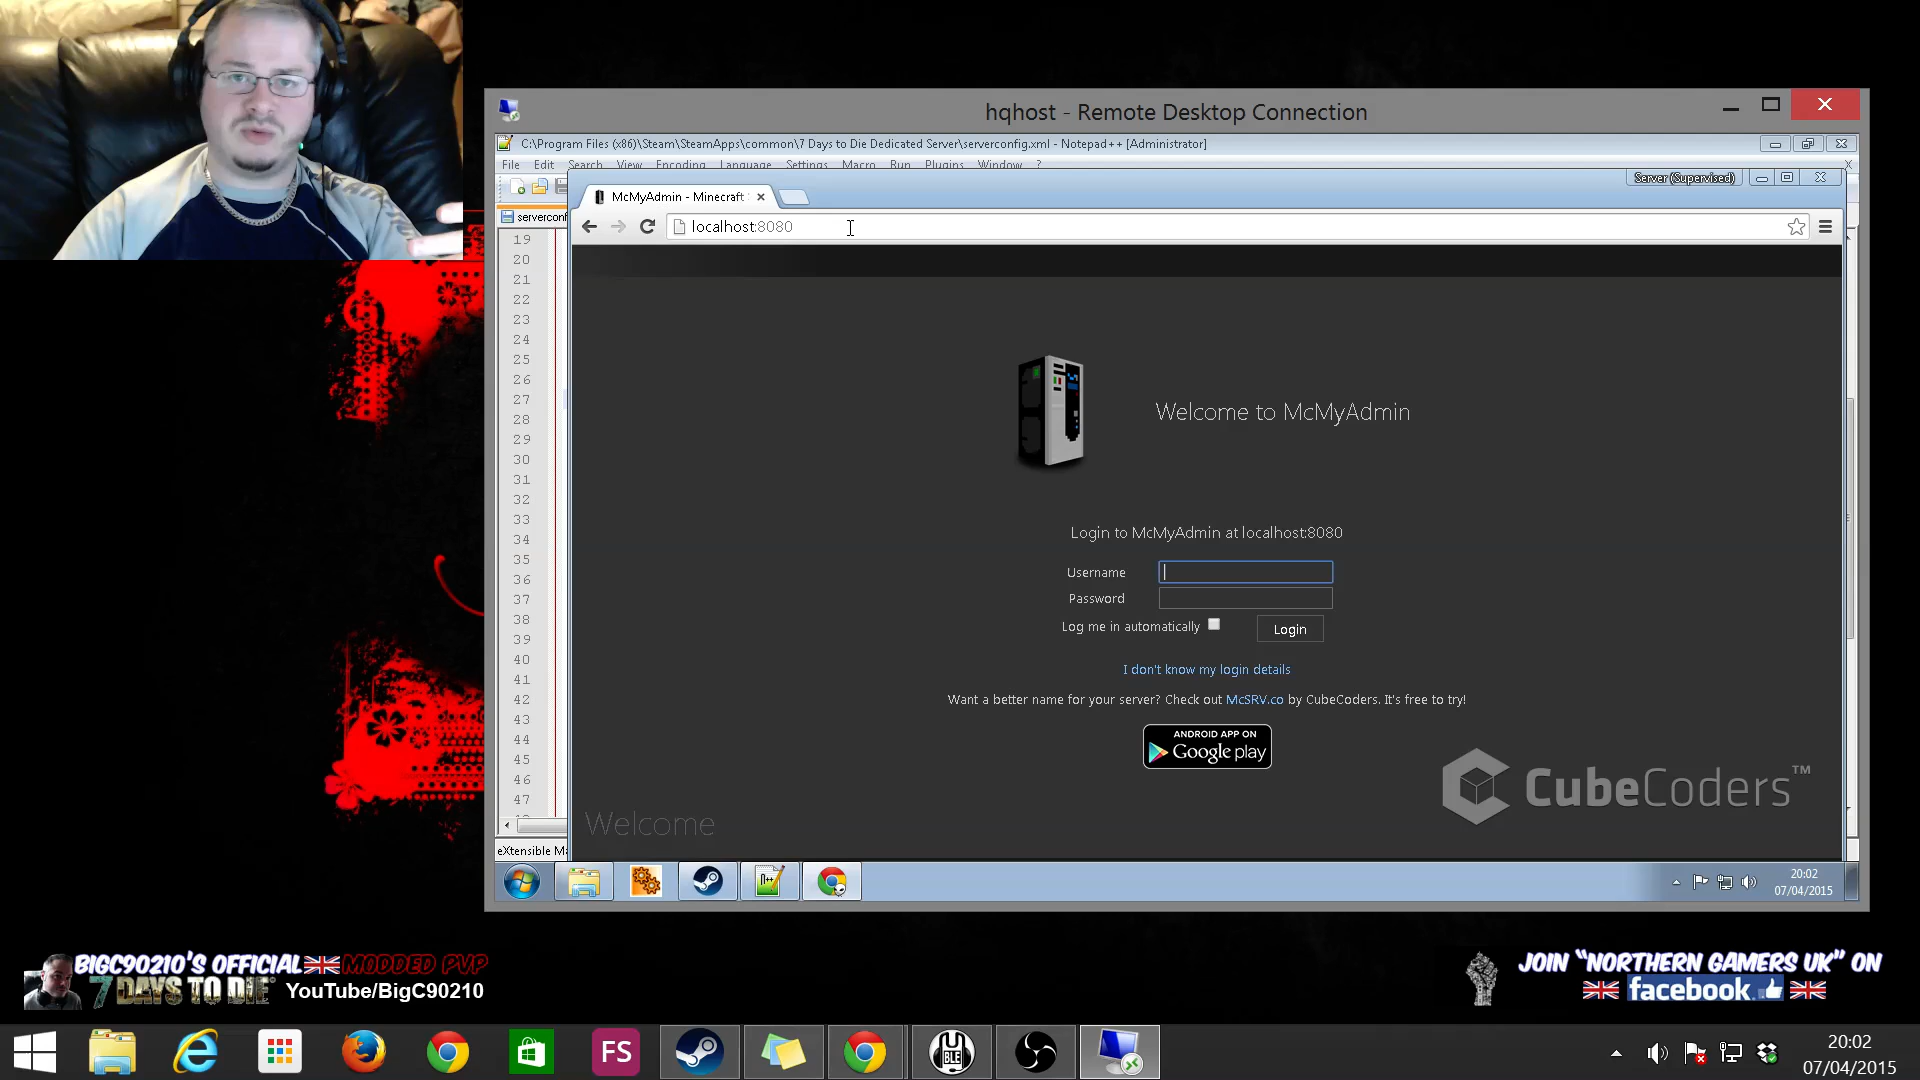 hqhost - Remote Desktop Connection
C:\Program Files (x86)\Steam\SteamApps\common\7 Days to Die Dedicated Server\serverconfig.xml - Notepad++ [Administrator]
File Edit Search View Encoding Language Settings Macro Run Plugins Window ? X
Server (Supervised)
McMyAdmin - Minecraft
serverconf
localhost:8080
19
20
21
22
23
24
25
26
27
28
29
30
31
32
33
34
35
36
37
38
39
40
41
42
43
44
45
46
47
Welcome to McMyAdmin
Login to McMyAdmin at localhost:8080
Username
Password
Log me in automatically
Login
I don't know my login details
Want a better name for your server? Check out McSRV.co by CubeCoders. It's free to try!
ANDROID APP ON
Google play
CubeCoders™
Welcome
eXtensible Ma
20:02
07/04/2015
BIGC90210'S OFFICIAL MODDED PVP
7 DAYS TO DIE YouTube/BigC90210
JOIN "NORTHERN GAMERS UK" ON
facebook
FS
BLE
20:02
07/04/2015